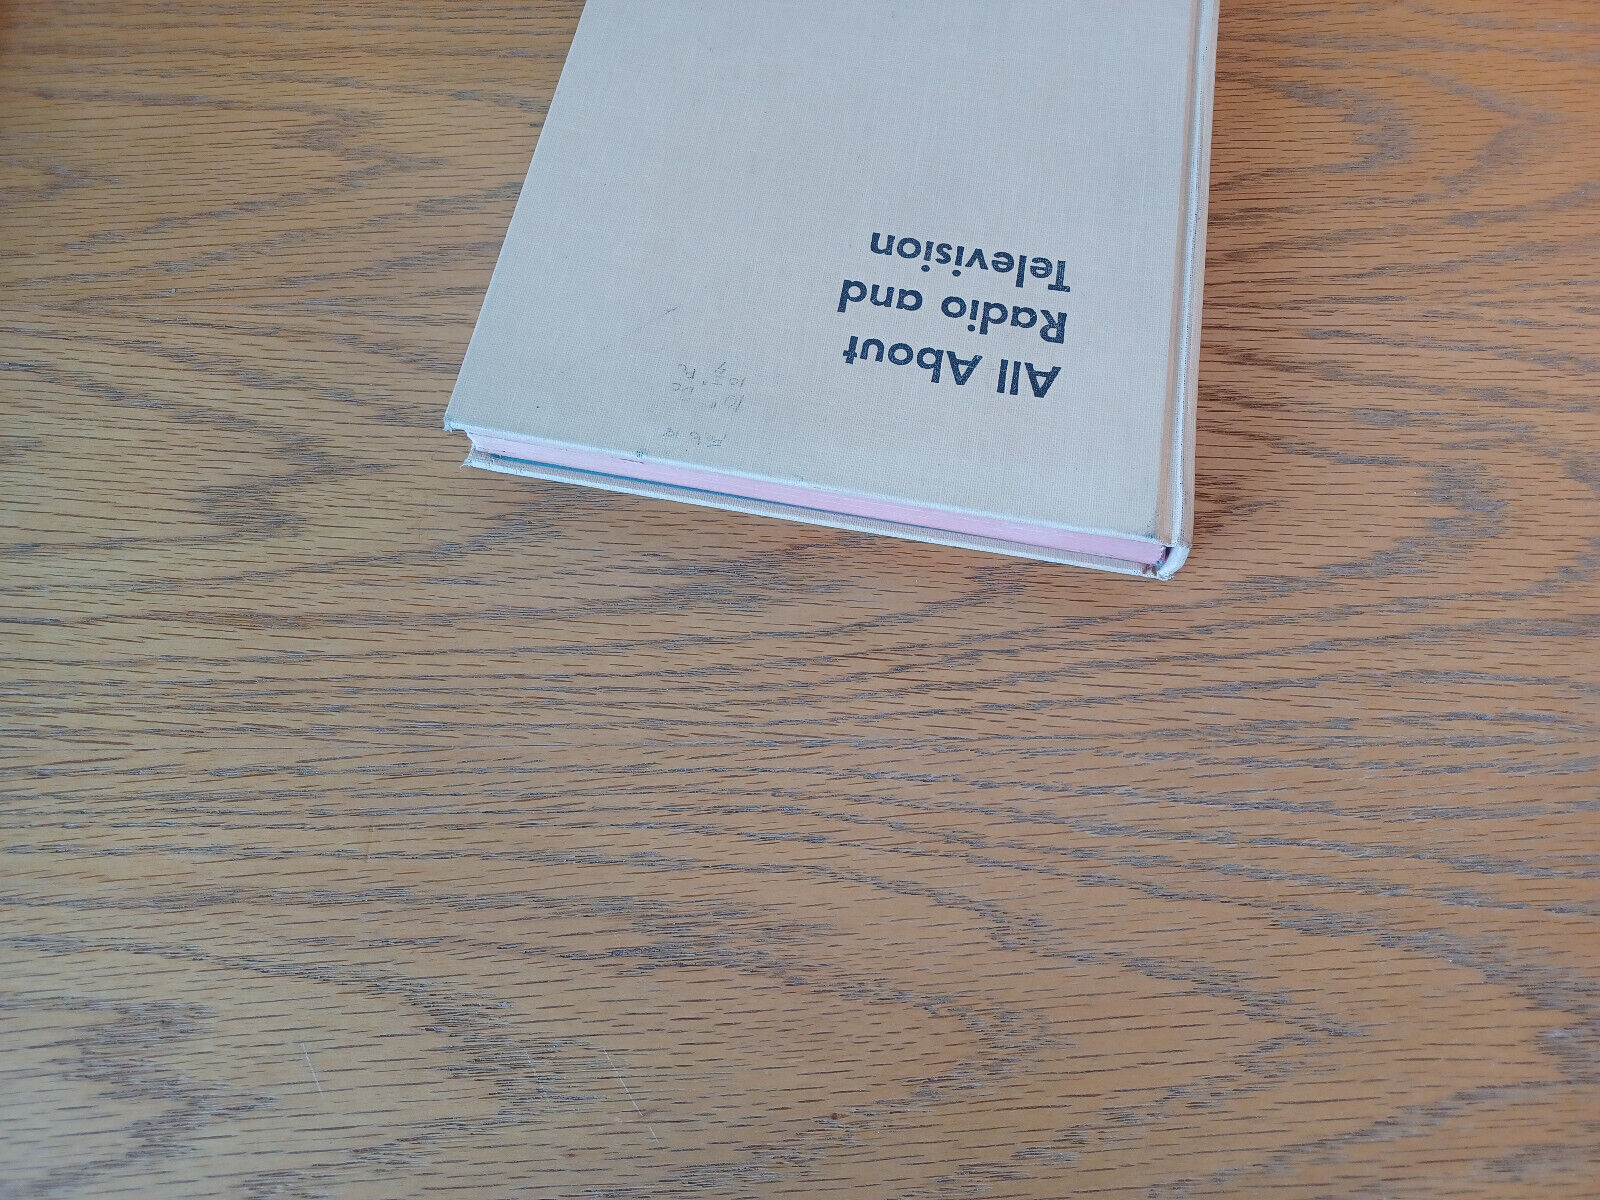 All About
Radio and
Television